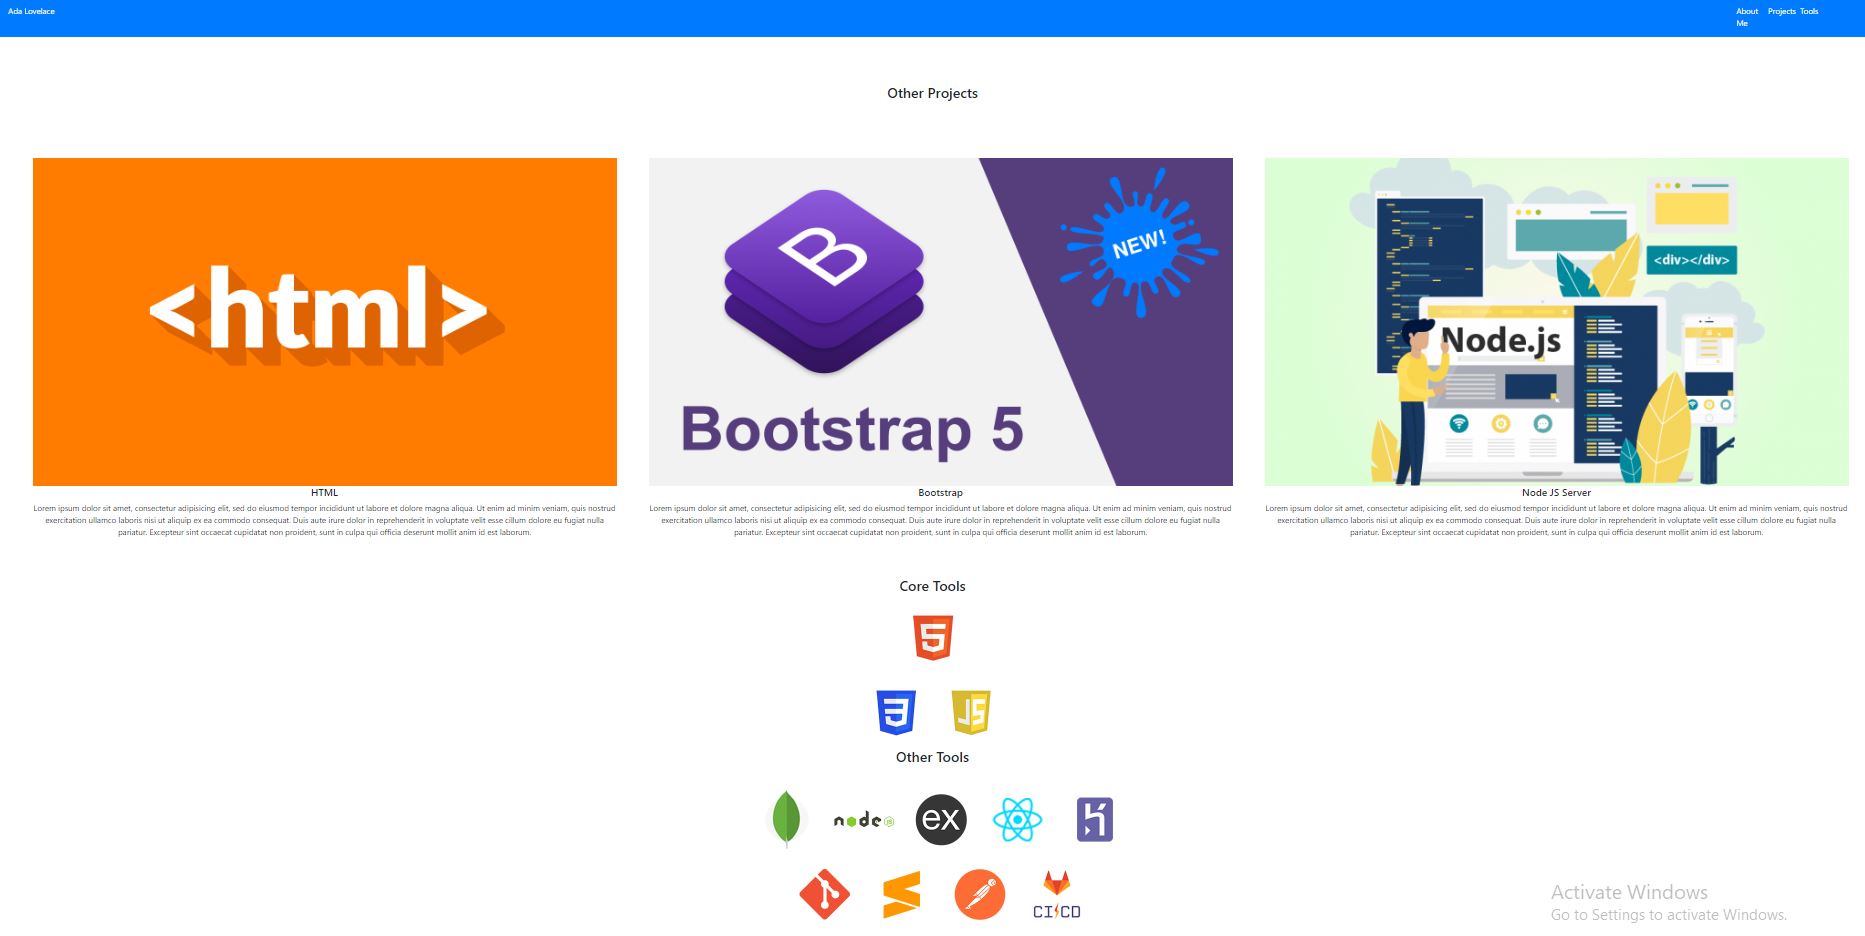 Ada Lovelace
About Me
Projects
Tools
Other Projects
<html>
B
NEW!
Bootstrap 5
<div></div>
Node.js
HTML
Bootstrap
Node JS Server
Lorem ipsum dolor sit amet, consectetur adipisicing elit, sed do eiusmod tempor incididunt ut labore et dolore magna aliqua. Ut enim ad minim veniam, quis nostrud
exercitation ullamco laboris nisi ut aliquip ex ea commodo consequat. Duis aute irure dolor in reprehenderit in voluptate velit esse cillum dolore eu fugiat nulla
pariatur. Excepteur sint occaecat cupidatat non proident, sunt in culpa qui officia deserunt mollit anim id est laborum.
Lorem ipsum dolor sit amet, consectetur adipisicing elit, sed do eiusmod tempor incididunt ut labore et dolore magna aliqua. Ut enim ad minim veniam, quis nostrud
exercitation ullamco laboris nisi ut aliquip ex ea commodo consequat. Duis aute irure dolor in reprehenderit in voluptate velit esse cillum dolore eu fugiat nulla
pariatur. Excepteur sint occaecat cupidatat non proident, sunt in culpa qui officia deserunt mollit anim id est laborum.
Lorem ipsum dolor sit amet, consectetur adipisicing elit, sed do eiusmod tempor incididunt ut labore et dolore magna aliqua. Ut enim ad minim veniam, quis nostrud
exercitation ullamco laboris nisi ut aliquip ex ea commodo consequat. Duis aute irure dolor in reprehenderit in voluptate velit esse cillum dolore eu fugiat nulla
pariatur. Excepteur sint occaecat cupidatat non proident, sunt in culpa qui officia deserunt mollit anim id est laborum.
Core Tools
5
3
JS
Other Tools
node JS
ex
CI/CD
Activate Windows
Go to Settings to activate Windows.